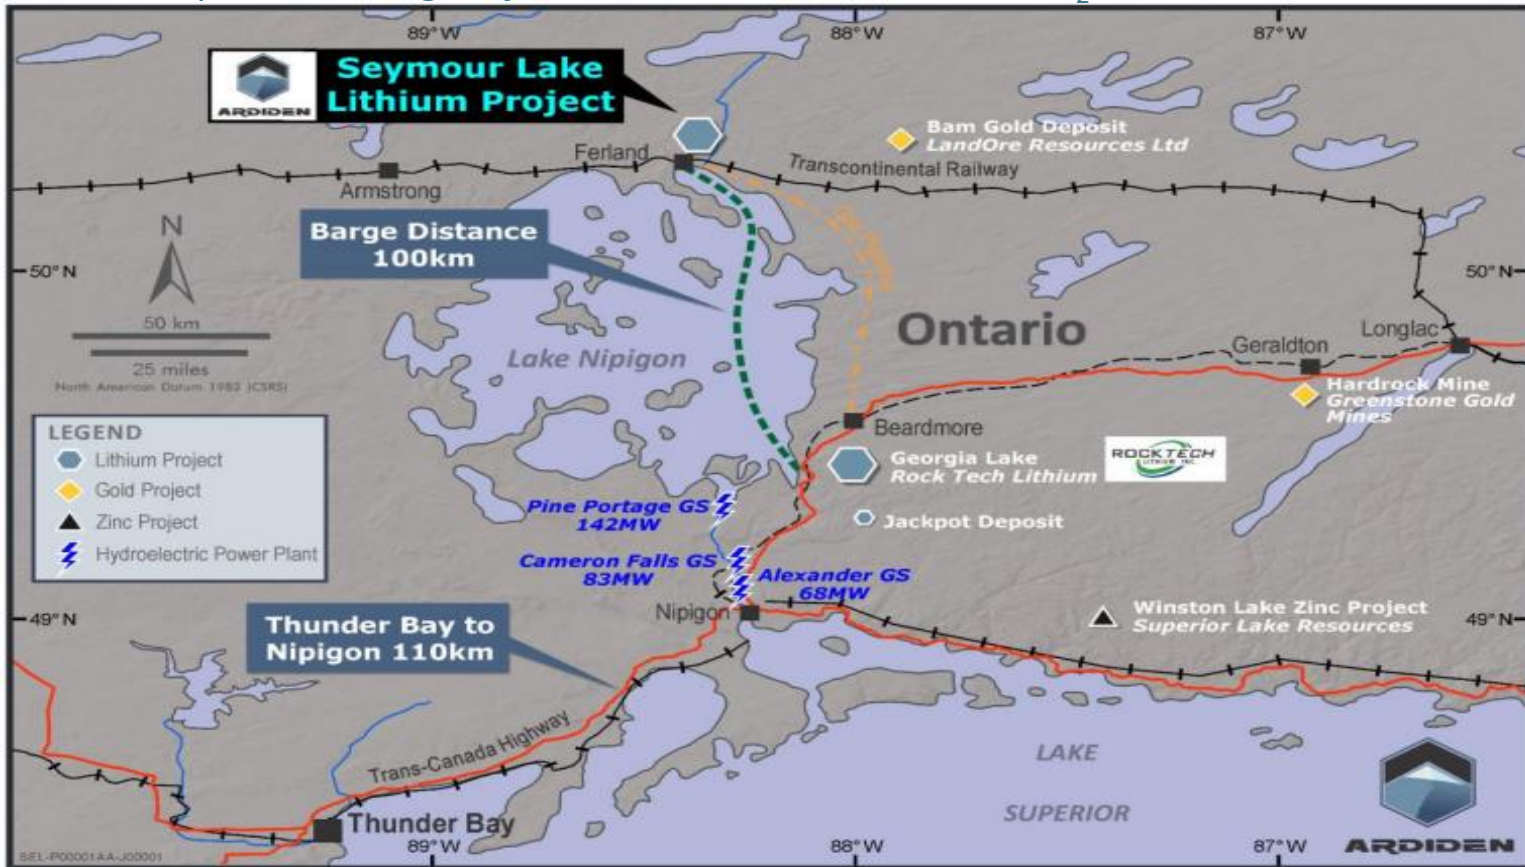 89°W
88°W
87°W
ARDIDEN
Seymour Lake
Lithium Project
Bam Gold Deposit
LandOre Resources Ltd
Ferland
Transcontinental Railway
Armstrong
N
Barge Distance
100km
50°N
50°N
50 km
25 miles
North American Datum 1983 (CSRS)
Lake Nipigon
Ontario
Longlac
Geraldton
Hardrock Mine
Greenstone Gold
Mines
Beardmore
LEGEND
Lithium Project
Gold Project
Zinc Project
Hydroelectric Power Plant
Georgia Lake
Rock Tech Lithium
ROCKTECH
LITHIUM INC.
Jackpot Deposit
Pine Portage GS
142MW
Cameron Falls GS
83MW
Alexander GS
68MW
Nipigon
49°N
49°N
Winston Lake Zinc Project
Superior Lake Resources
Thunder Bay to
Nipigon 110km
Trans-Canada Highway
LAKE
SUPERIOR
Thunder Bay
ARDIDEN
89°W
88°W
87°W
SEL-P00001AA-J00001